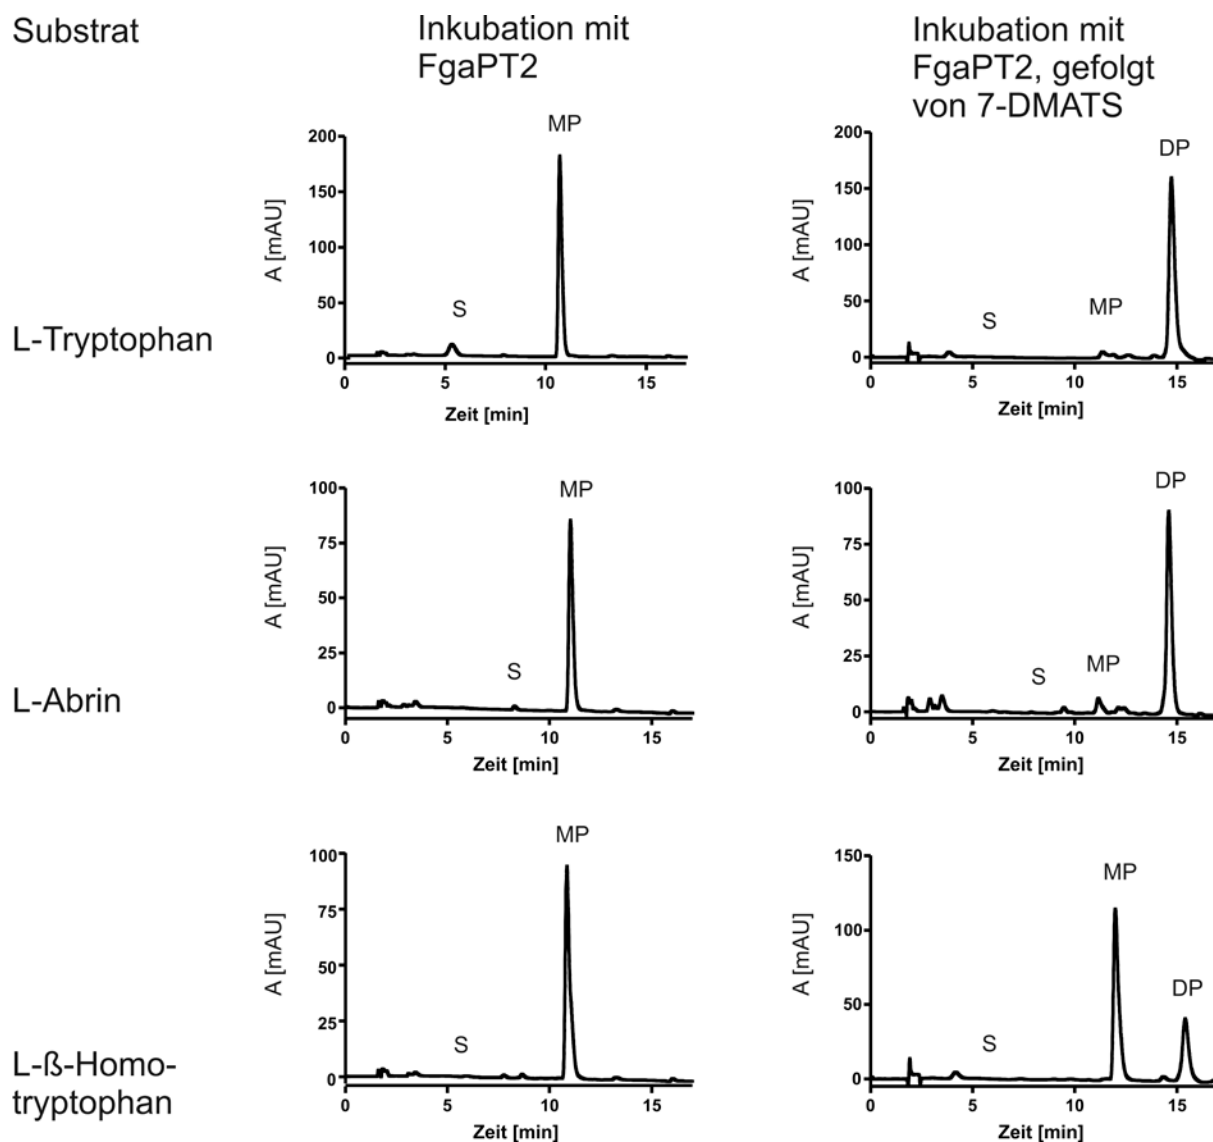 Substrat
Inkubation mit
FgaPT2
Inkubation mit
FgaPT2, gefolgt
von 7-DMATS
L-Tryptophan
A [mAU]
200
150
100
50
0
S
MP
0 5 10 15
Zeit [min]
A [mAU]
200
150
100
50
0
S
MP
DP
0 5 10 15
Zeit [min]
L-Abrin
A [mAU]
100
75
50
25
0
S
MP
0 5 10 15
Zeit [min]
A [mAU]
100
75
50
25
0
S
MP
DP
0 5 10 15
Zeit [min]
L-ß-Homo-
tryptophan
A [mAU]
100
75
50
25
0
S
MP
0 5 10 15
Zeit [min]
A [mAU]
150
100
50
0
S
MP
DP
0 5 10 15
Zeit [min]